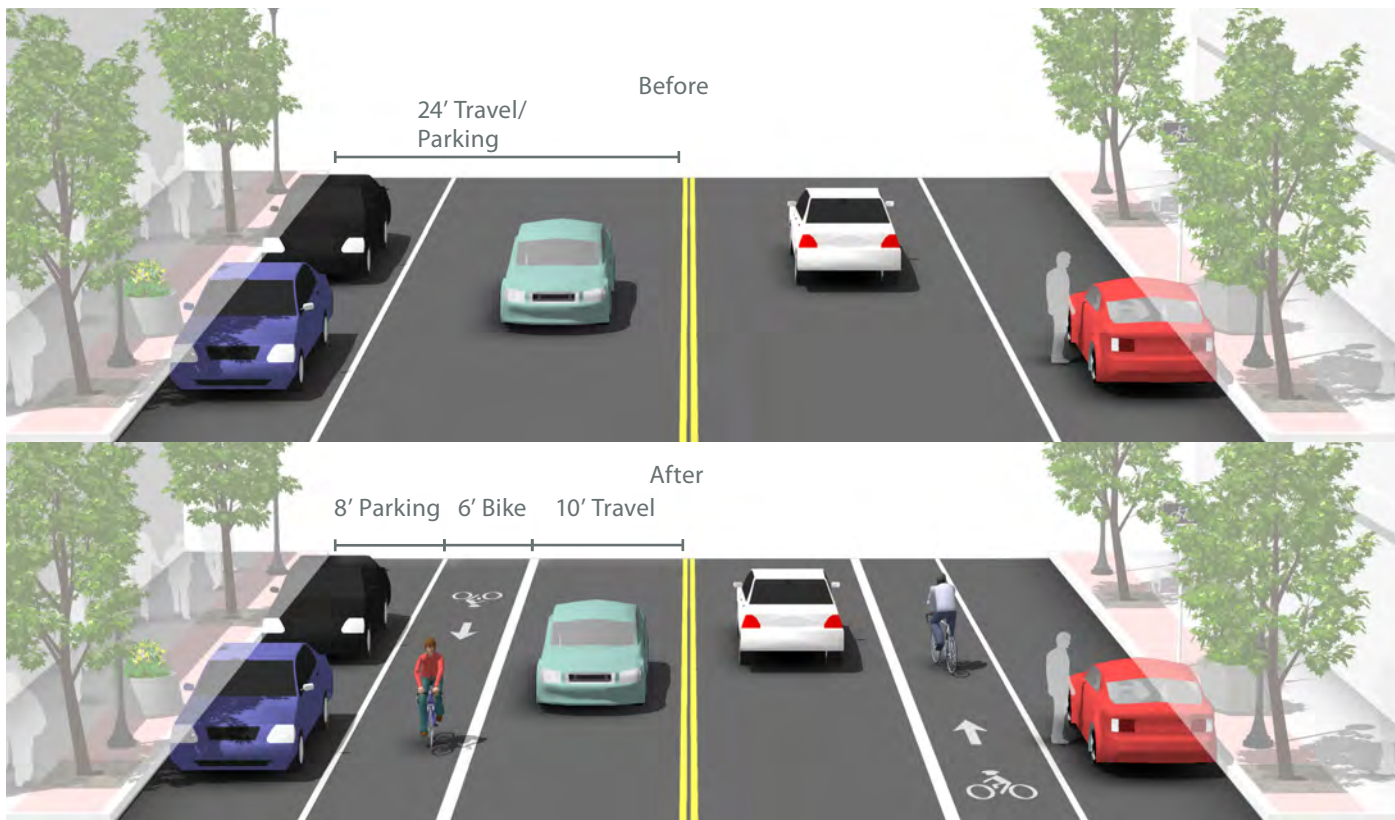 Before
24’ Travel/
Parking
After
8’ Parking 6’ Bike 10’ Travel